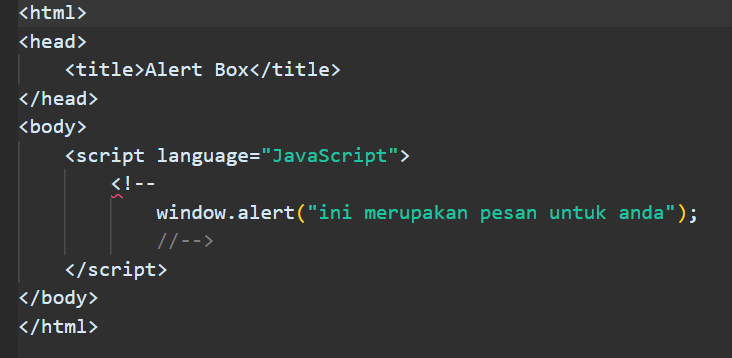 <html>
<head>
    <title>Alert Box</title>
</head>
<body>
    <script language="JavaScript">
        <!--
            window.alert("ini merupakan pesan untuk anda");
            //-->
    </script>
</body>
</html>